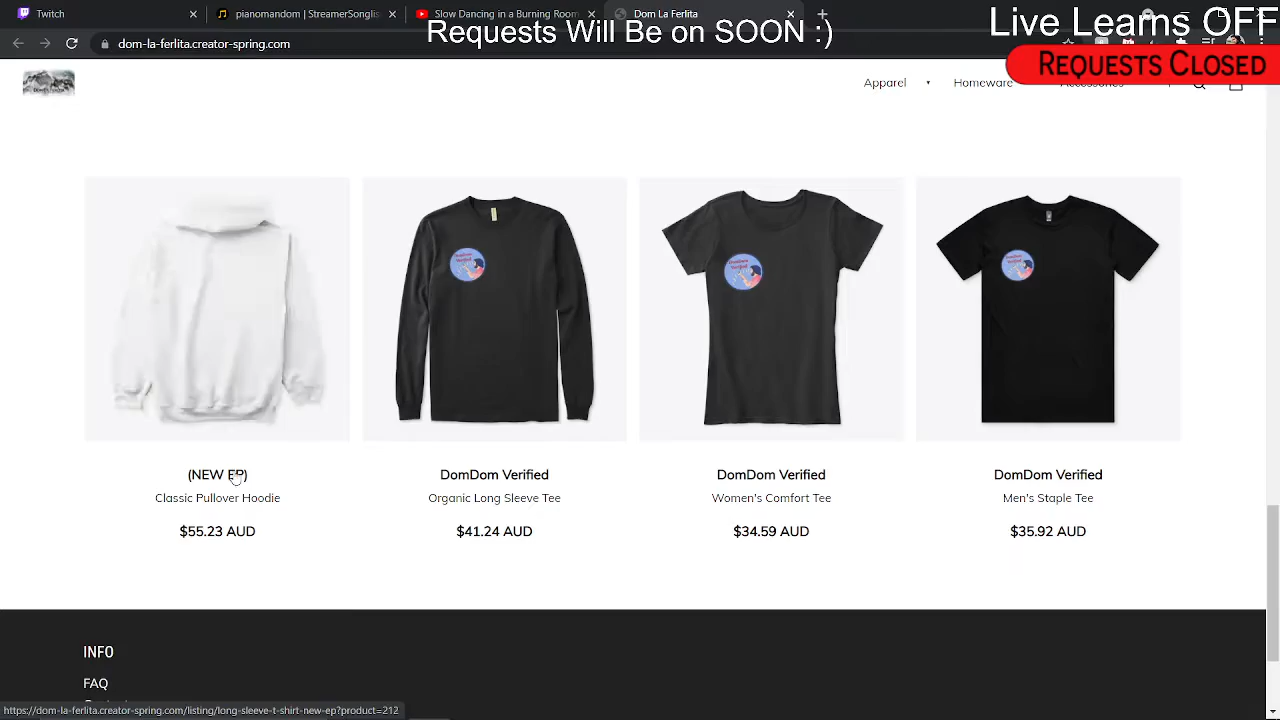 Twitch
pianomandom | StreamerSonglis
Slow Dancing in a Burning Room
Dom La Ferlita
Requests Will Be on SOON :)
Live Learns OFF
dom-la-ferlita.creator-spring.com
REQUESTS CLOSED
Apparel
Homeware
(NEW EP)
Classic Pullover Hoodie
$55.23 AUD
DomDom Verified
Organic Long Sleeve Tee
$41.24 AUD
DomDom Verified
Women's Comfort Tee
$34.59 AUD
DomDom Verified
Men's Staple Tee
$35.92 AUD
INFO
FAQ
https://dom-la-ferlita.creator-spring.com/listing/long-sleeve-t-shirt-new-ep?product=212